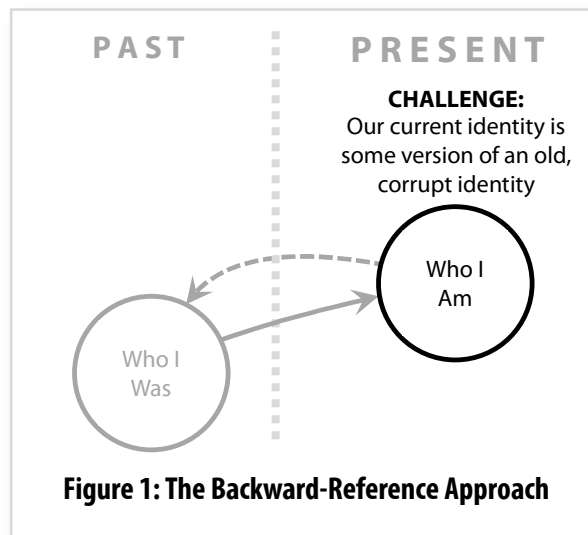 PAST
PRESENT
CHALLENGE:
Our current identity is
some version of an old,
corrupt identity
Who I
Am
Who I
Was
Figure 1: The Backward-Reference Approach